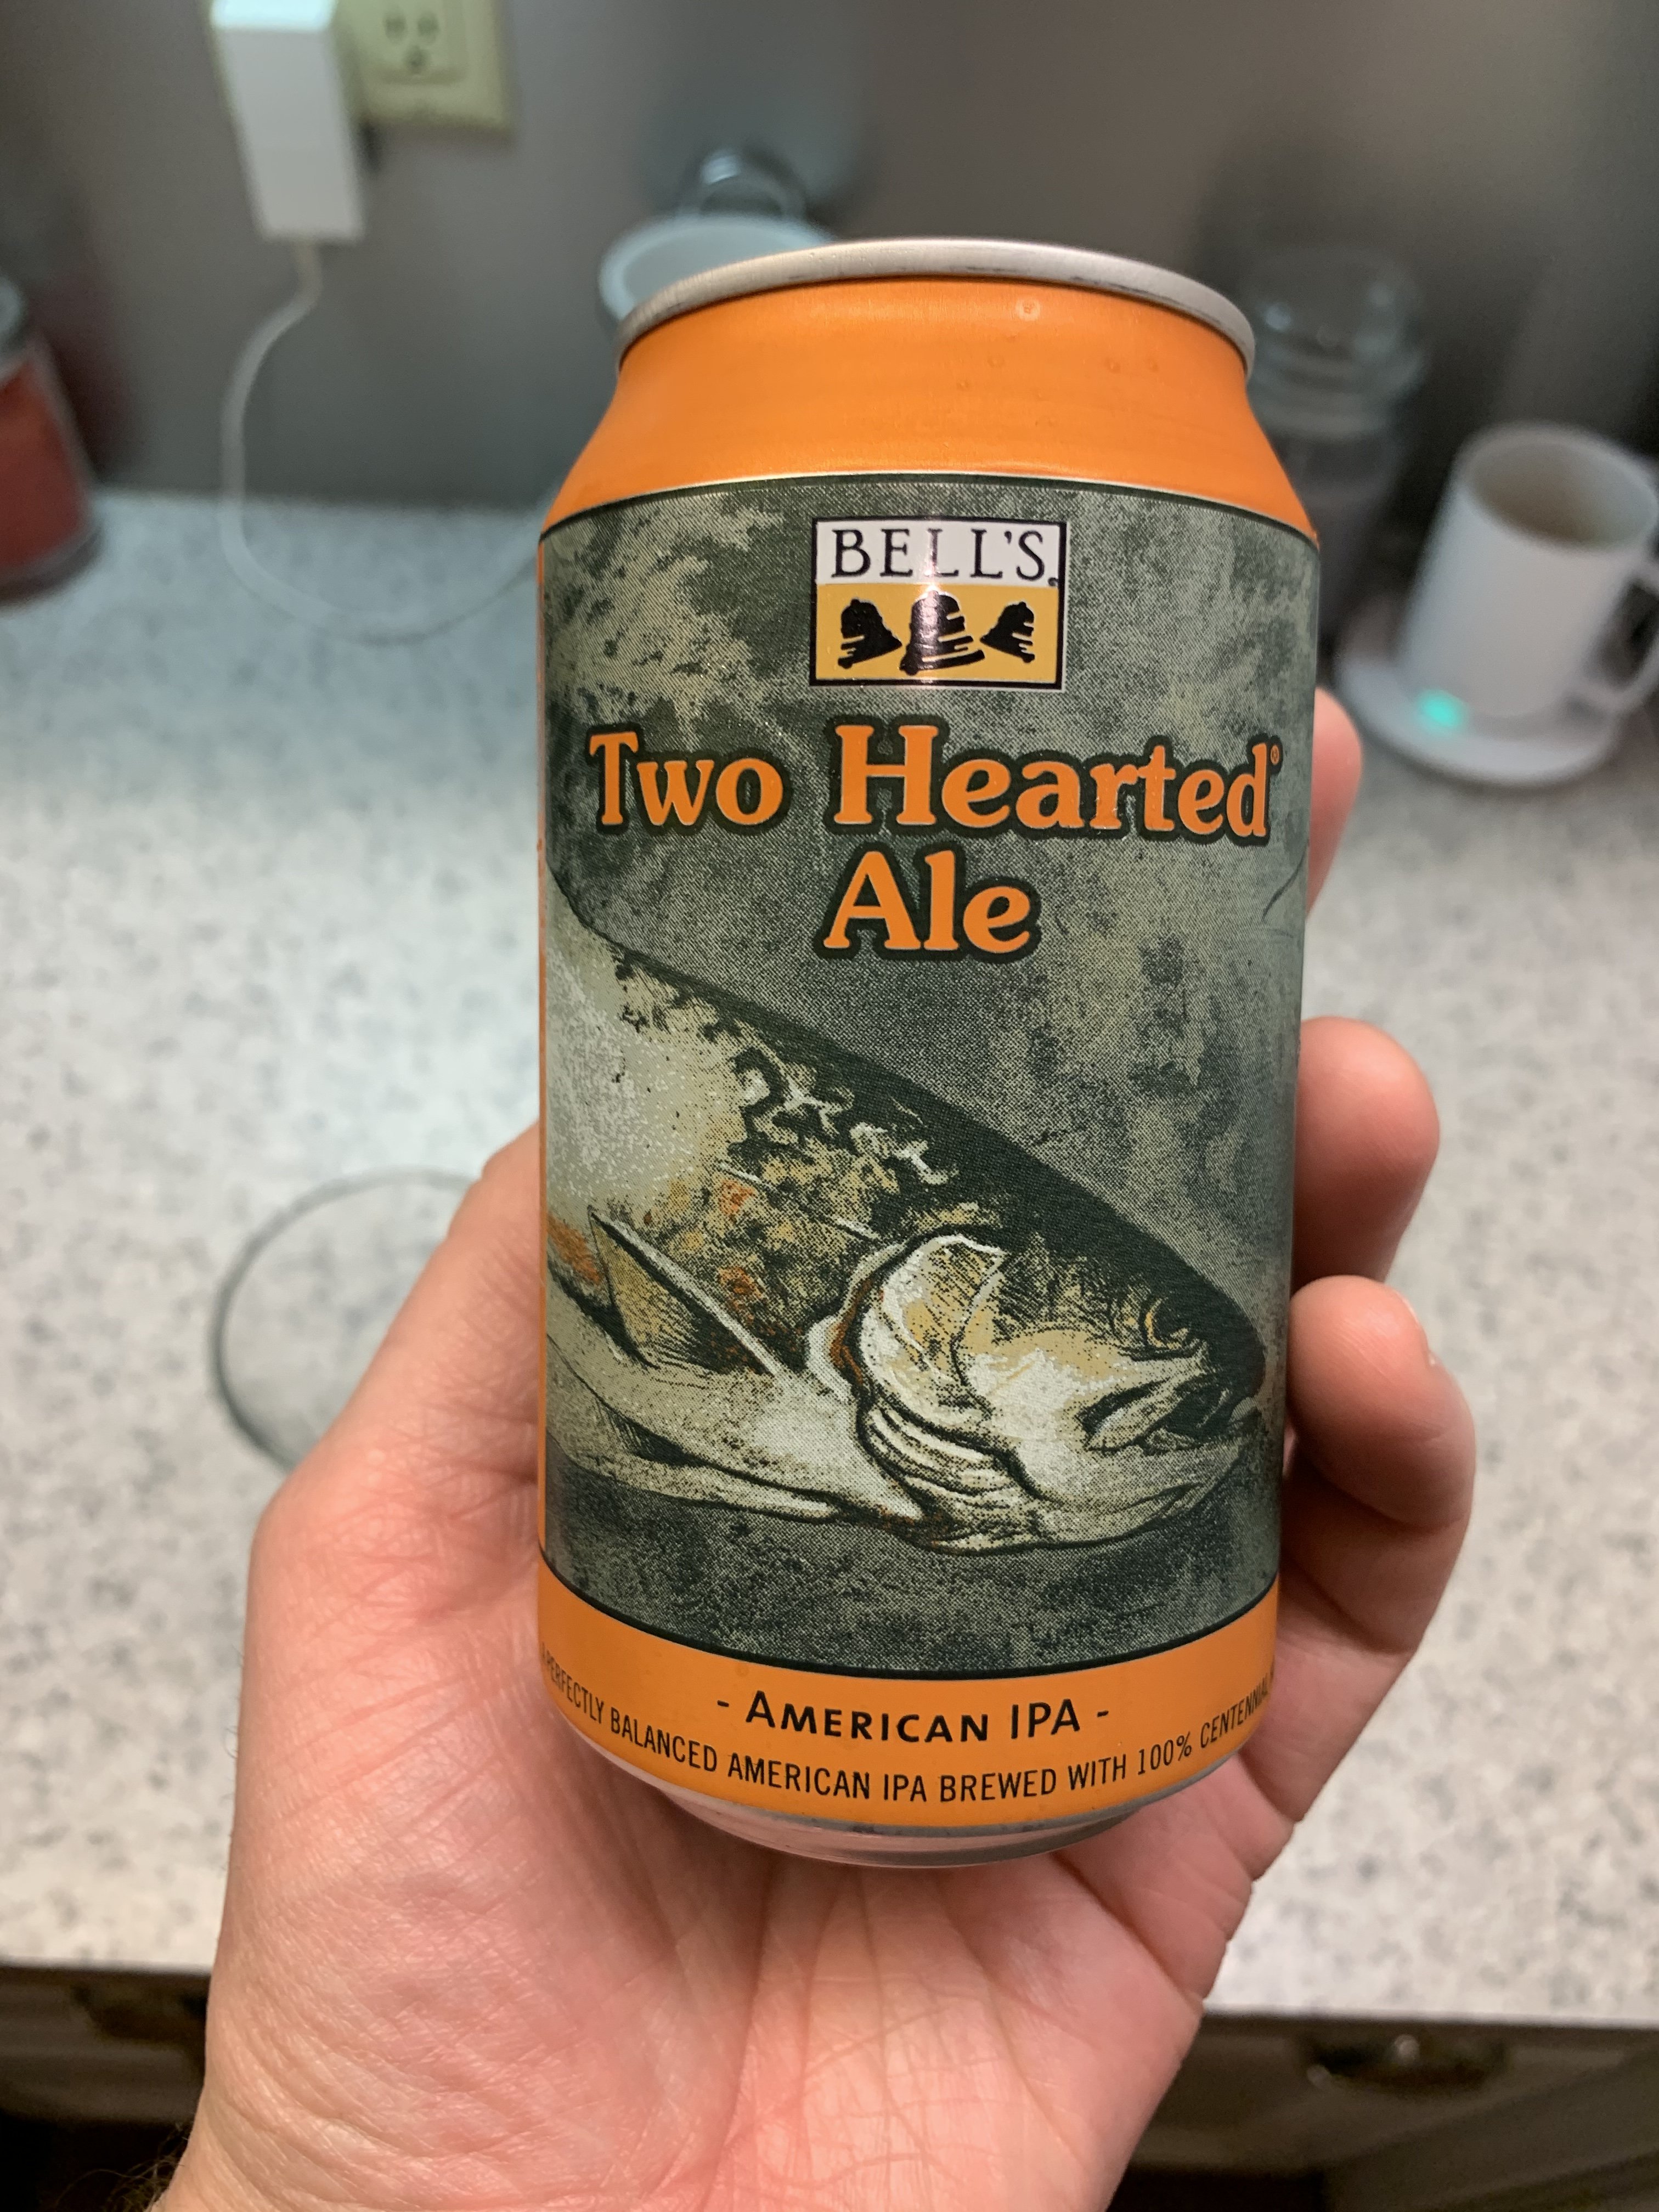 BELL'S
Two Hearted®
Ale
- AMERICAN IPA -
PERFECTLY BALANCED AMERICAN IPA BREWED WITH 100% CENTENNIAL